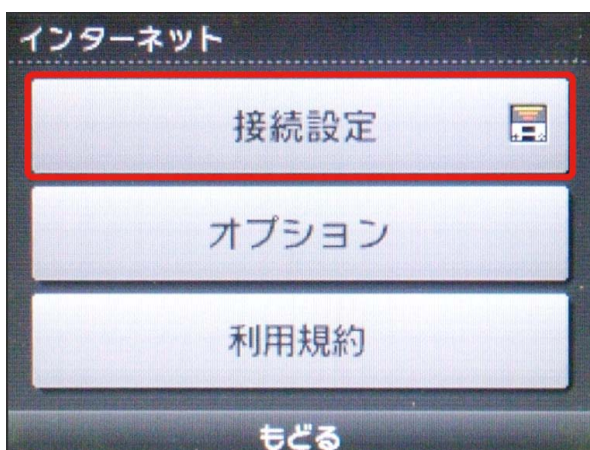 インターネット
接続設定
オプション
利用規約
もどる